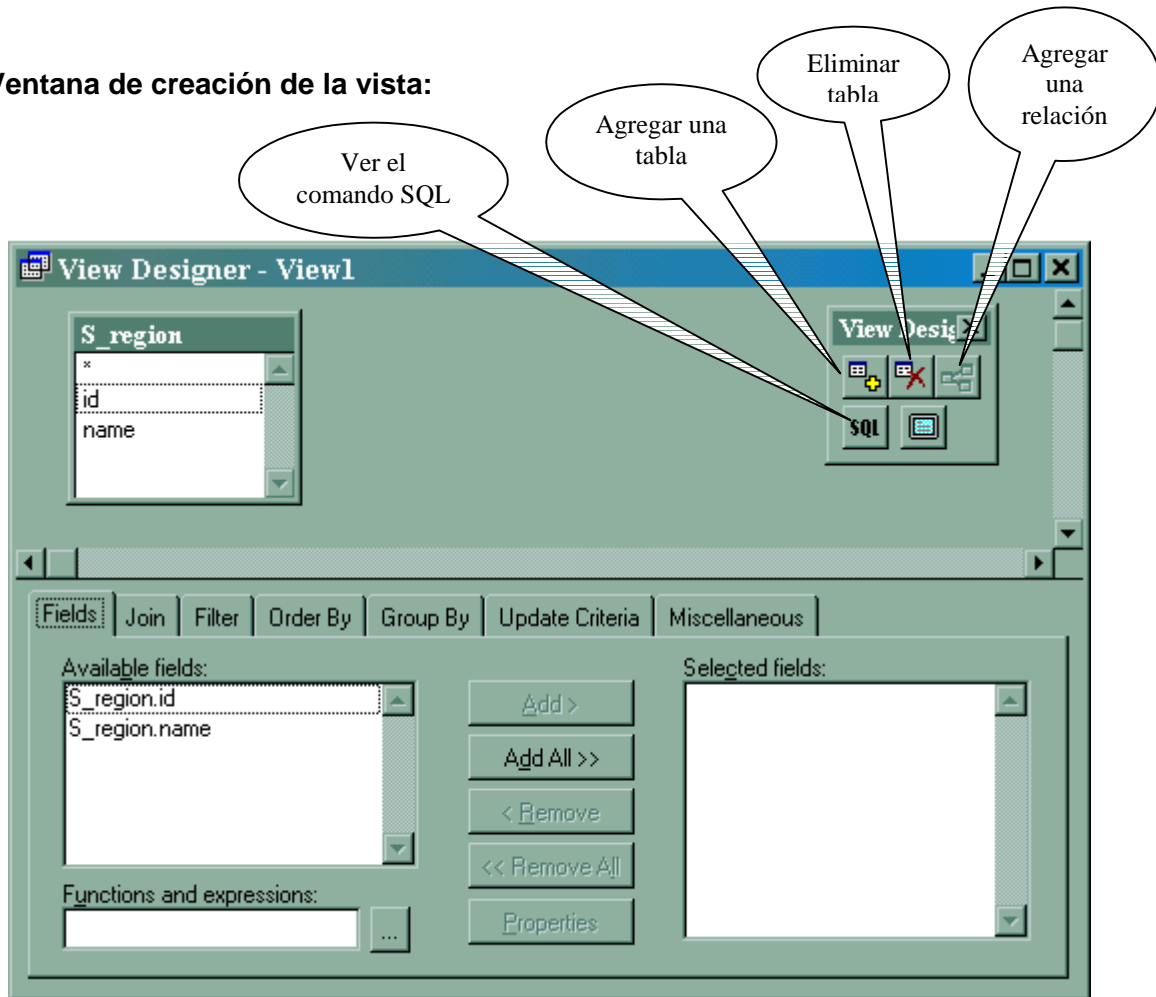 Ventana de creación de la vista:
Ver el
comando SQL
Agregar una
tabla
Eliminar
tabla
Agregar
una
relación
View Designer - View1
S_region
*
id
name
View Desig
SQL
Fields
Join
Filter
Order By
Group By
Update Criteria
Miscellaneous
Available fields:
S_region.id
S_region.name
Functions and expressions:
...
Add >
Add All >>
< Remove
<< Remove All
Properties
Selected fields: